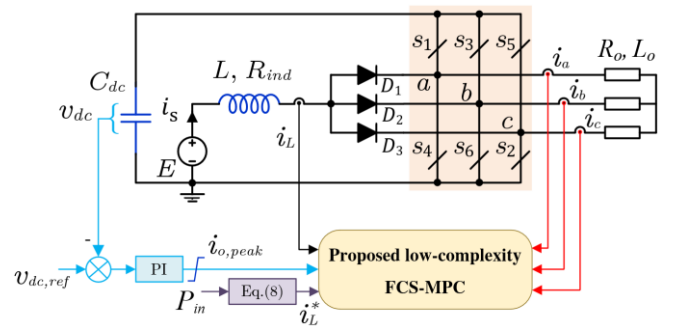 s1 s3 s5
Ro, Lo
ia
L, Rind
Cdc
D1
a
b
ib
vdc
is
D2
c
ic
iL
D3
E
s4 s6 s2
+
-
-
Proposed low-complexity
FCS-MPC
io,peak
PI
vdc,ref
Pin
Eq.(8)
i*L